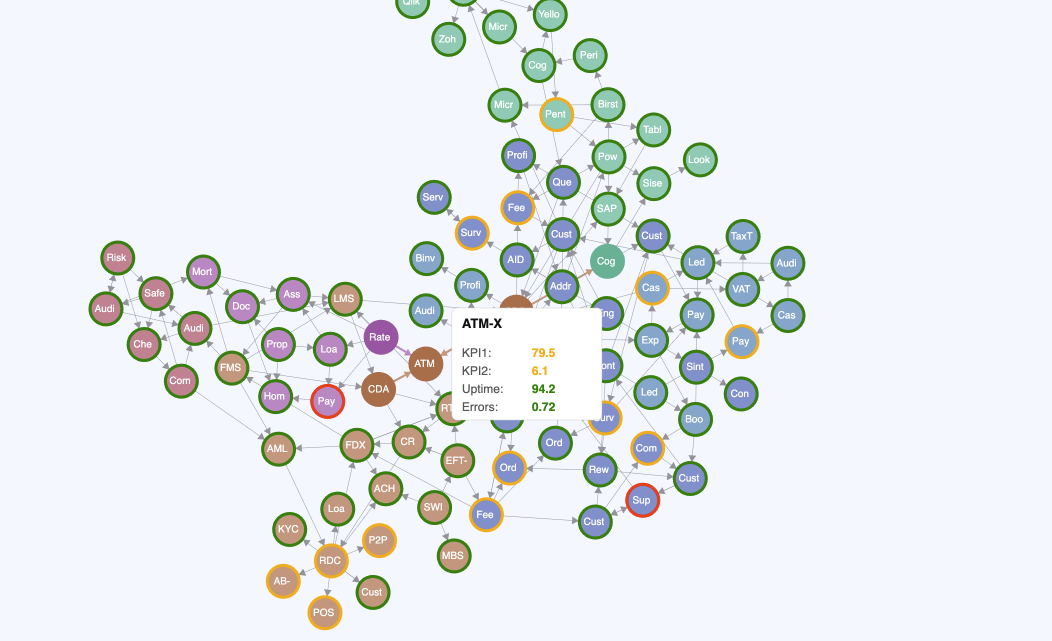 Qlik
Yello
Micr
Zoh
Cog
Peri
Micr
Birst
Pent
Tabl
Profi
Pow
Look
Que
Sise
Serv
Fee
SAP
Surv
Cust
Cust
TaxT
Risk
Binv
AID
Cog
Led
Audi
Mort
Safe
Profi
Addr
Cas
VAT
Ass
LMS
Doc
Audi
Audi
Pay
Cas
Audi
Rate
Exp
Pay
Che
Prop
Loa
ATM
FMS
Sint
Com
CDA
Led
Con
Hom
Pay
Boo
ATM-X
KPI1: 79.5
KPI2: 6.1
Uptime: 94.2
Errors: 0.72
AML
FDX
CR
Ord
Com
EFT-
Ord
Rew
Cust
ACH
Loa
SWI
Fee
Sup
Cust
KYC
P2P
MBS
RDC
AB-
Cust
POS